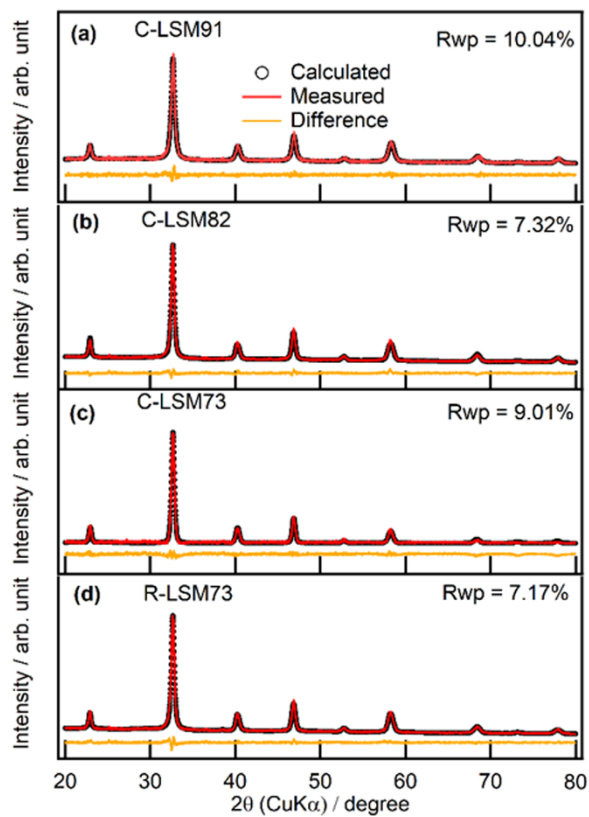 (a)
C-LSM91
Rwp = 10.04%
Calculated
Measured
Difference
Intensity / arb. unit
(b)
C-LSM82
Rwp = 7.32%
Intensity / arb. unit
(c)
C-LSM73
Rwp = 9.01%
Intensity / arb. unit
(d)
R-LSM73
Rwp = 7.17%
Intensity / arb. unit
20 30 40 50 60 70 80
2θ (CuKα) / degree